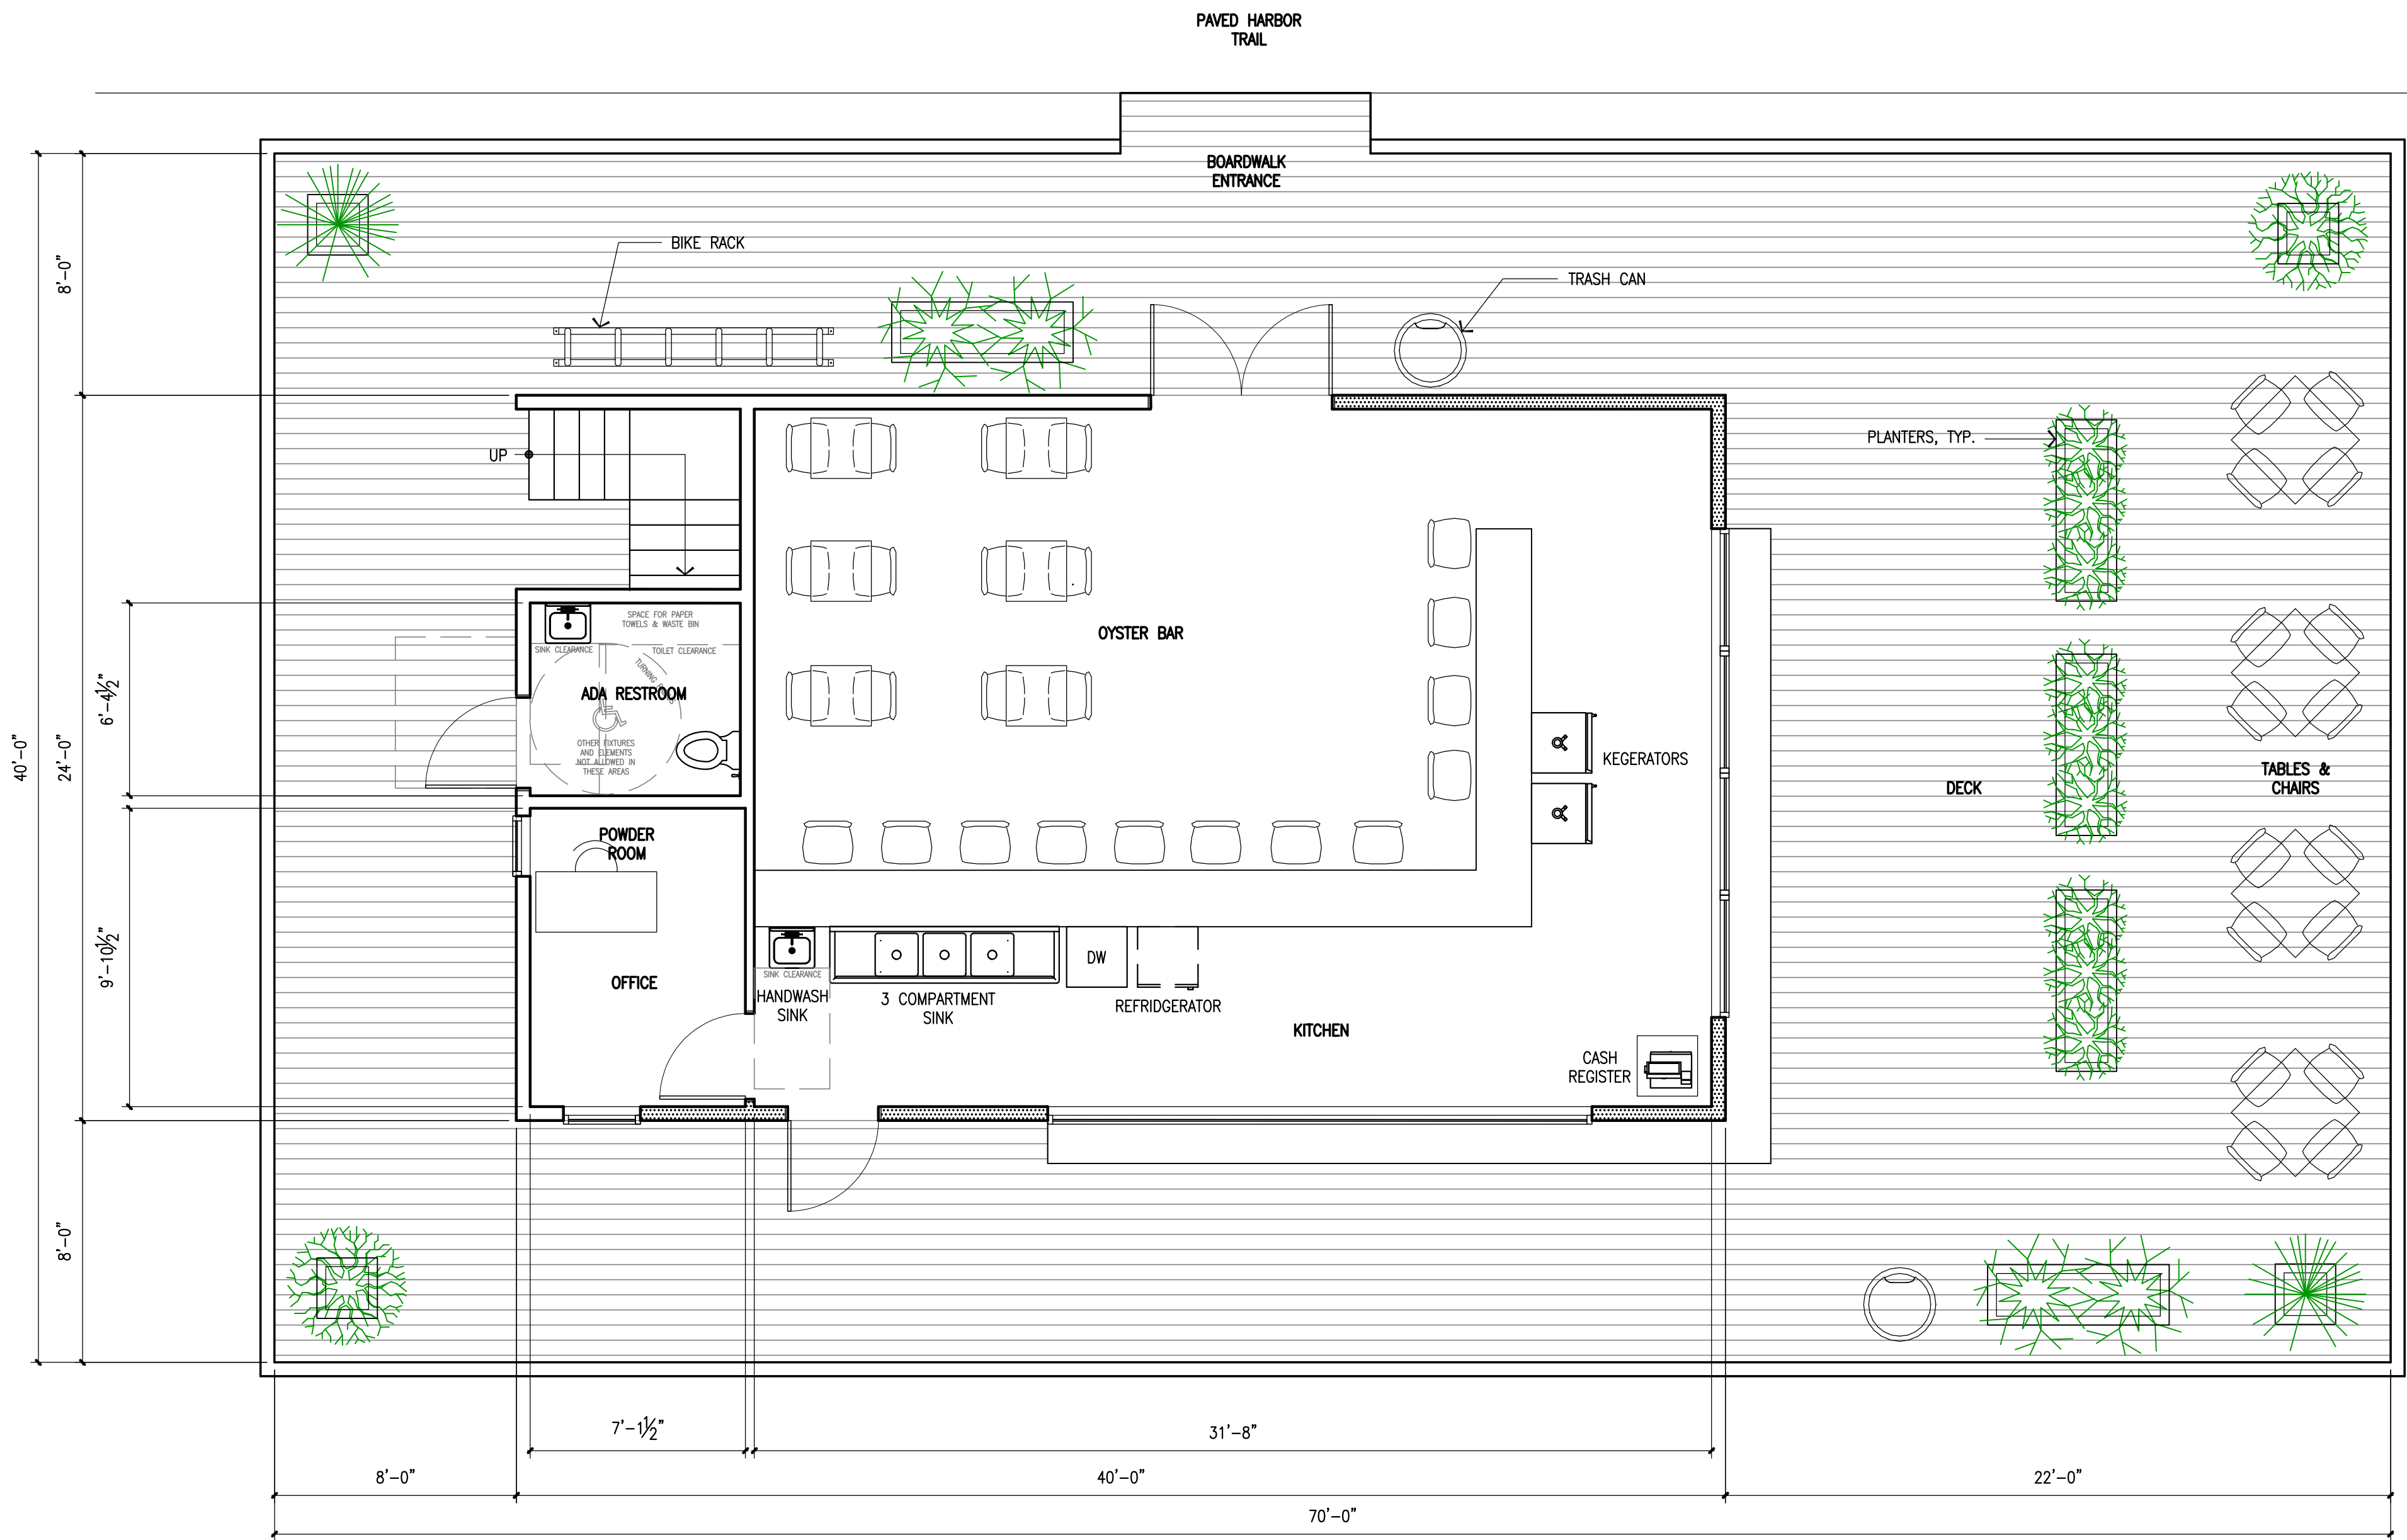 PAVED HARBOR
TRAIL
BOARDWALK
ENTRANCE
BIKE RACK
TRASH CAN
8'-0"
PLANTERS, TYP.
UP
SPACE FOR PAPER
TOWELS & WASTE BIN
SINK CLEARANCE
TOILET CLEARANCE
TURNING
ADA RESTROOM
OTHER FIXTURES
AND ELEMENTS
NOT ALLOWED IN
THESE AREAS
OYSTER BAR
6'-4½"
40'-0"
24'-0"
KEGERATORS
DECK
TABLES &
CHAIRS
POWDER
ROOM
9'-10½"
OFFICE
SINK CLEARANCE
HANDWASH
SINK
3 COMPARTMENT
SINK
DW
REFRIDGERATOR
KITCHEN
CASH
REGISTER
8'-0"
7'-1½"
31'-8"
8'-0"
40'-0"
22'-0"
70'-0"